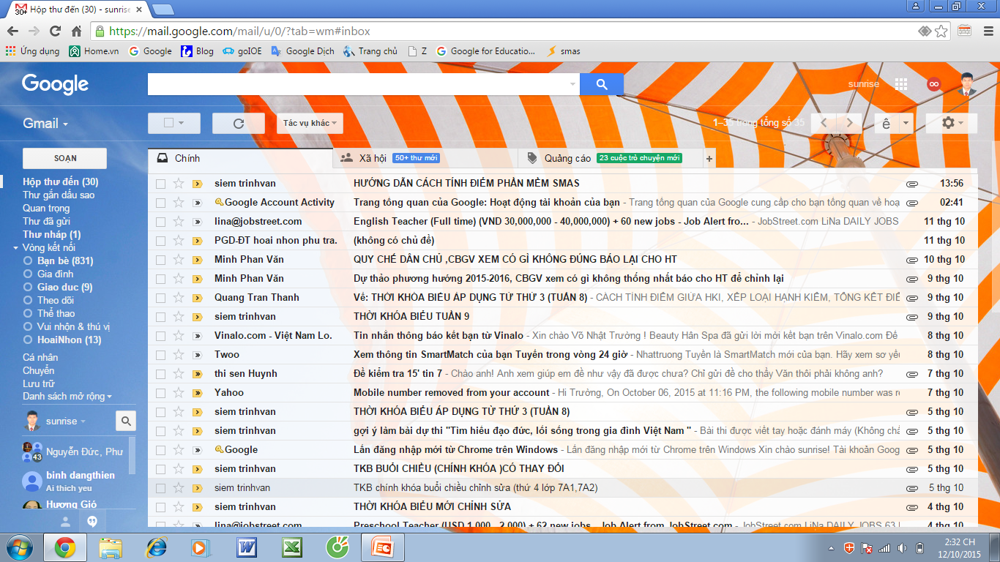 Hộp thư đến (30) - sunrise
30+
https://mail.google.com/mail/u/0/?tab=wm#inbox
Ứng dụng Home.vn Google Blog goIOE Google Dịch Trang chủ Z Google for Educatio... smas
Google
sunrise
Gmail
Tác vụ khác
1–35 trong tổng số 35
ê
SOẠN
Chính
Xã hội 50+ thư mới
Quảng cáo 23 cuộc trò chuyện mới
+
Hộp thư đến (30)
Thư gắn dấu sao
Quan trọng
Thư đã gửi
Thư nháp (1)
Vòng kết nối
Bạn bè (831)
Gia đình
Giao duc (9)
Theo dõi
Thể thao
Vui nhộn & thú vị
HoaiNhon (13)
Cá nhân
Chuyển
Lưu trữ
Danh sách mở rộng
sunrise
43 Nguyễn Đức, Phu
binh dangthien
Ai thich yeu
Hương Gió
siem trinhvan HƯỚNG DẪN CÁCH TÍNH ĐIỂM PHẦN MỀM SMAS 13:56
Google Account Activity Trang tổng quan của Google: Hoạt động tài khoản của bạn - Trang tổng quan của Google cung cấp cho bạn tổng quan về hoạ 02:41
lina@jobstreet.com English Teacher (Full time) (VND 30,000,000 - 40,000,000) + 60 new jobs - Job Alert fro... - JobStreet.com LiNa DAILY JOBS 11 thg 10
PGD-ĐT hoai nhon phu tra. (không có chủ đề) 11 thg 10
Minh Phan Văn QUY CHẾ DÂN CHỦ ,CBGV XEM CÓ GÌ KHÔNG ĐÚNG BÁO LẠI CHO HT 10 thg 10
Minh Phan Văn Dự thảo phương hướng 2015-2016, CBGV xem có gì không thống nhất báo cho HT để chỉnh lại 9 thg 10
Quang Tran Thanh Về: THỜI KHÓA BIỂU ÁP DỤNG TỪ THỨ 3 (TUẦN 8) - CÁCH TÍNH ĐIỂM GIỮA HKI, XẾP LOẠI HẠNH KIỂM, TỔNG KẾT ĐIỂ 9 thg 10
siem trinhvan THỜI KHÓA BIỂU TUẦN 9 9 thg 10
Vinalo.com - Việt Nam Lo. Tin nhắn thông báo kết bạn từ Vinalo - Xin chào Võ Nhật Trường ! Beauty Hân Spa đã gửi lời mời kết bạn trên Vinalo.com Để 8 thg 10
Twoo Xem thông tin SmartMatch của bạn Tuyển trong vòng 24 giờ - Nhattruong Tuyển là SmartMatch mới của bạn. Hãy xem sơ yếu 8 thg 10
thi sen Huynh Đề kiểm tra 15' tin 7 - Chào anh! Anh xem giúp em đề như vậy đã được chưa? Chỉ gửi đề cho thầy Văn thôi phải không anh? 7 thg 10
Yahoo Mobile number removed from your account - Hi Trường, On October 06, 2015 at 11:16 PM, the following mobile number was re 7 thg 10
siem trinhvan THỜI KHÓA BIỂU ÁP DỤNG TỪ THỨ 3 (TUẦN 8) 5 thg 10
siem trinhvan gợi ý làm bài dự thi "Tìm hiểu đạo đức, lối sống trong gia đình Việt Nam " - Bài thi được viết tay hoặc đánh máy (Không chấ 5 thg 10
Google Lần đăng nhập mới từ Chrome trên Windows - Lần đăng nhập mới từ Chrome trên Windows Xin chào sunrise! Tài khoản Goog 5 thg 10
siem trinhvan TKB BUỔI CHIỀU (CHÍNH KHÓA )CÓ THAY ĐỔI 5 thg 10
siem trinhvan TKB chính khóa buổi chiều chỉnh sửa (thứ 4 lớp 7A1,7A2) 5 thg 10
siem trinhvan THỜI KHÓA BIỂU MỚI CHỈNH SỬA 4 thg 10
lina@jobstreet.com Preschool Teacher (USD 1,000 - 2,000) + 62 new jobs - Job Alert from JobStreet.com - JobStreet.com LiNa DAILY JOBS 63 4 thg 10
2:32 CH
12/10/2015